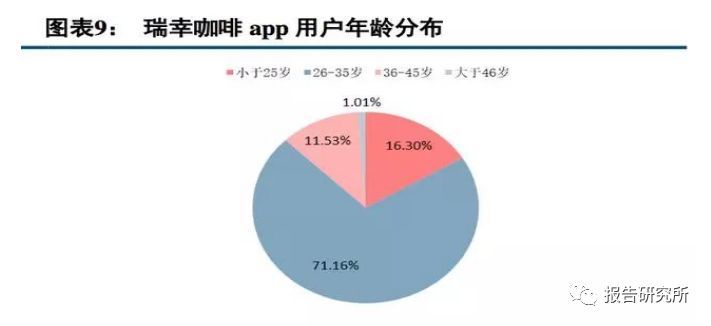 图表9： 瑞幸咖啡 app 用户年龄分布
小于25岁 26-35岁 36-45岁 大于46岁
1.01%
11.53%
16.30%
71.16%
报告研究所